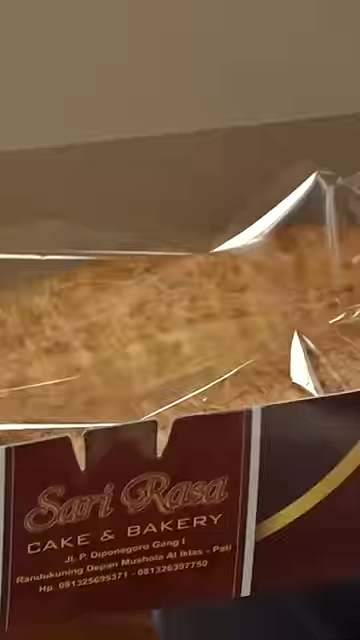 Sari Rasa
CAKE & BAKERY
Jl. P. Diponegoro Gang I
Randukuning Depan Mushola Al Iklas - Pati
Hp. 081325695371 - 081326397750